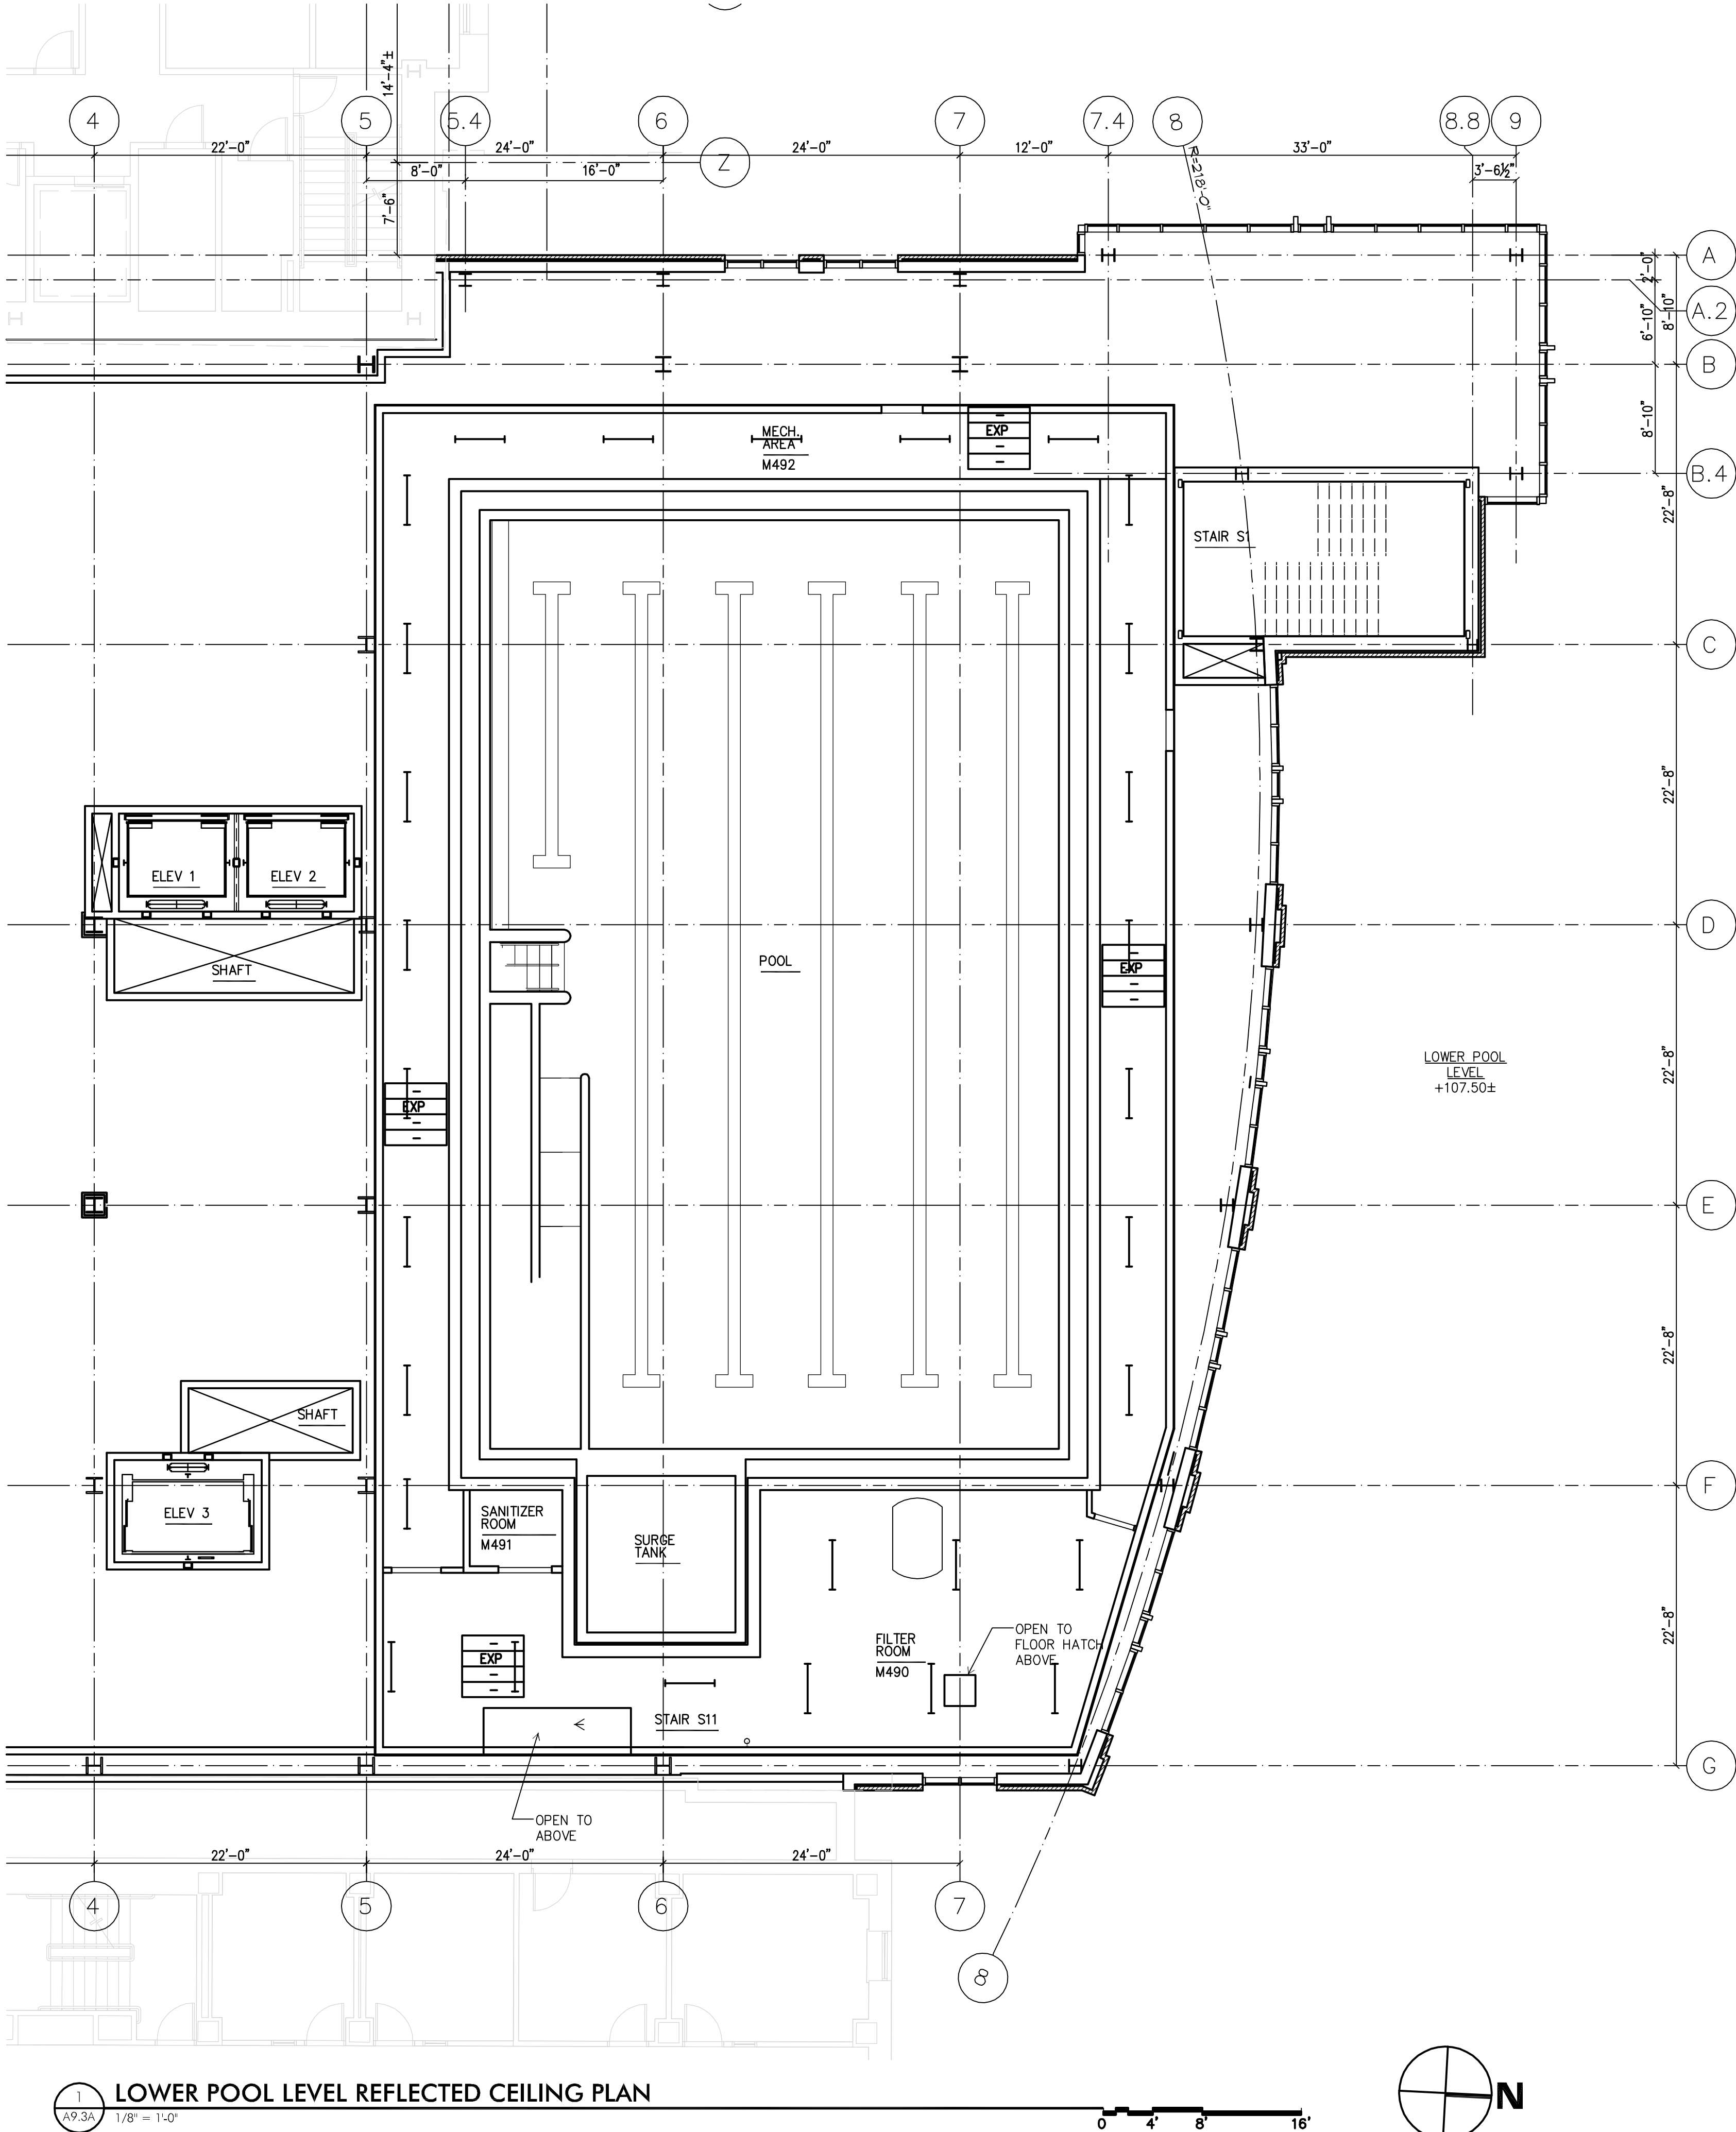 14'-4"±
4
5
5.4
6
7
7.4
8
8.8
9
22'-0"
24'-0"
24'-0"
12'-0"
33'-0"
Z
8'-0"
16'-0"
3'-6½"
R=218'-0"
7'-6"
A
2'-0"
A.2
6'-10"
8'-10"
B
8'-10"
MECH.
AREA
M492
EXP
B.4
22'-8"
STAIR S1
C
22'-8"
ELEV 1
ELEV 2
D
SHAFT
POOL
EXP
LOWER POOL
LEVEL
+107.50±
22'-8"
EXP
E
22'-8"
SHAFT
F
ELEV 3
SANITIZER
ROOM
M491
SURGE
TANK
22'-8"
FILTER
ROOM
M490
OPEN TO
FLOOR HATCH
ABOVE
EXP
STAIR S11
G
OPEN TO
ABOVE
22'-0"
24'-0"
24'-0"
4
5
6
7
8
1
A9.3A
LOWER POOL LEVEL REFLECTED CEILING PLAN
1/8" = 1'-0"
0 4' 8' 16'
N